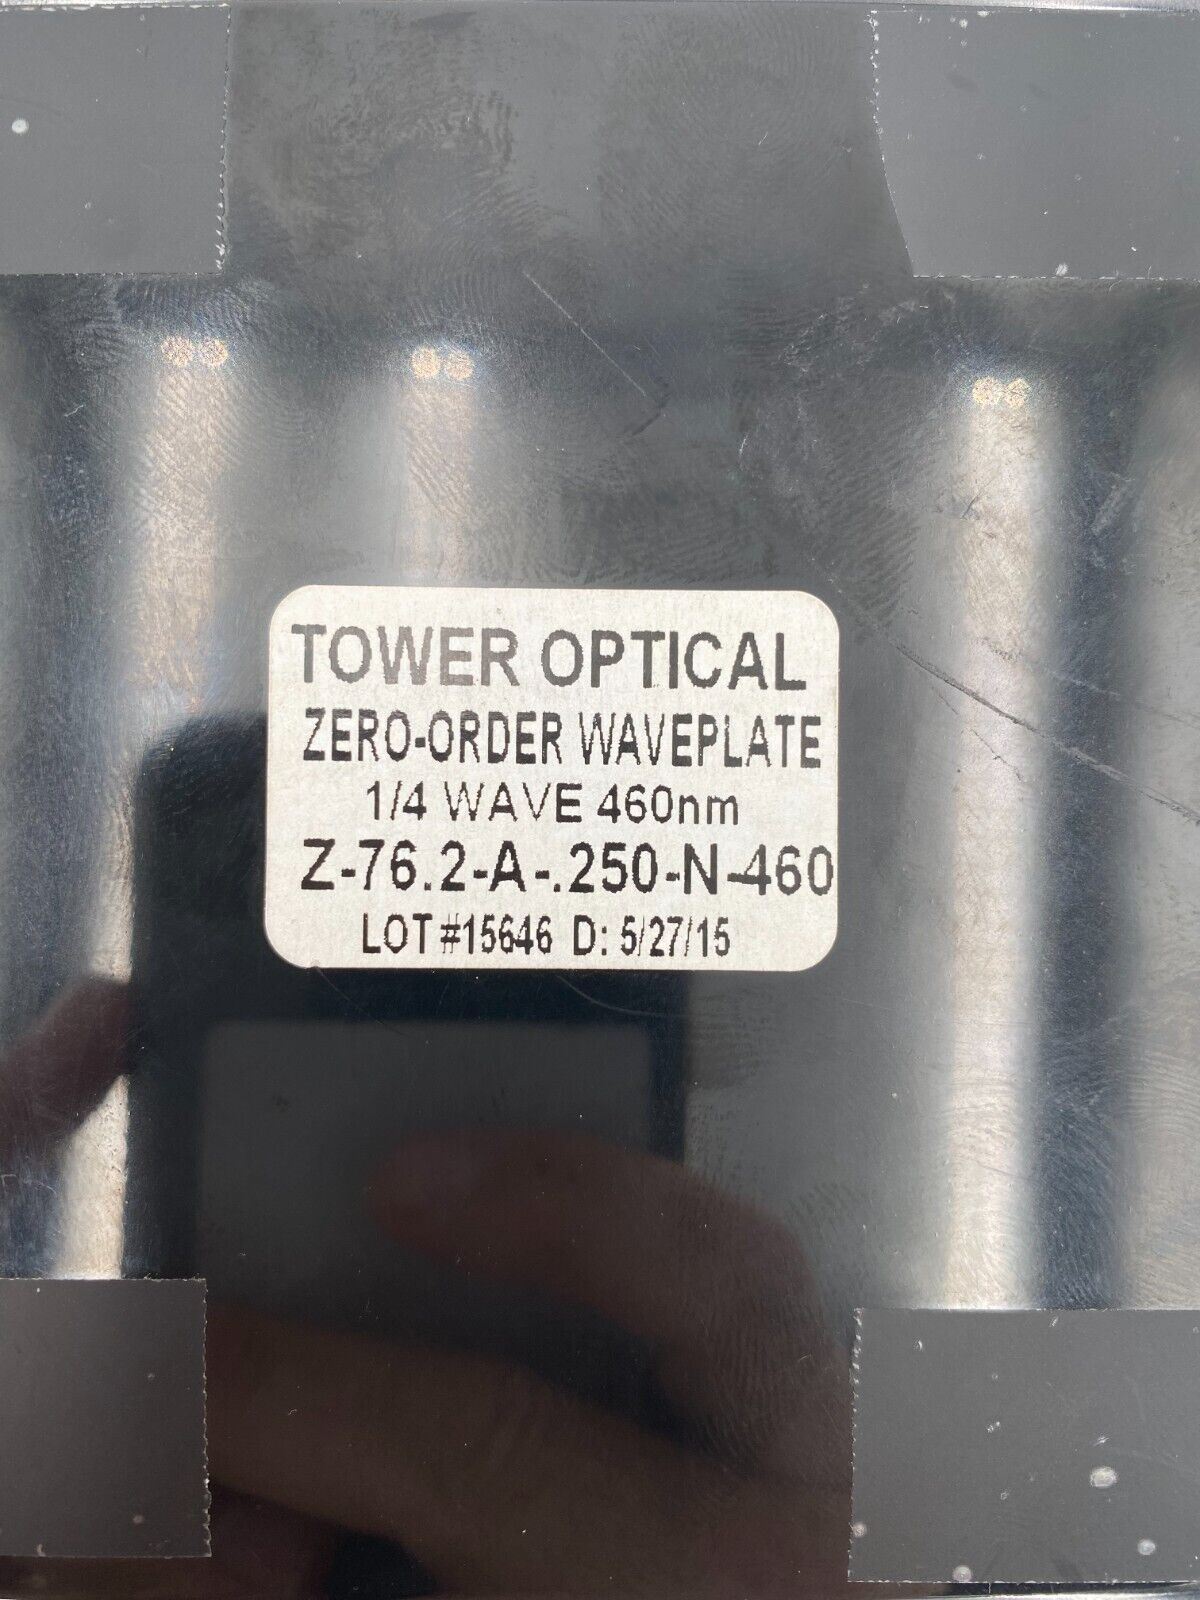 TOWER OPTICAL
ZERO-ORDER WAVEPLATE
1/4 WAVE 460nm
Z-76.2-A-.250-N-460
LOT #15646 D: 5/27/15